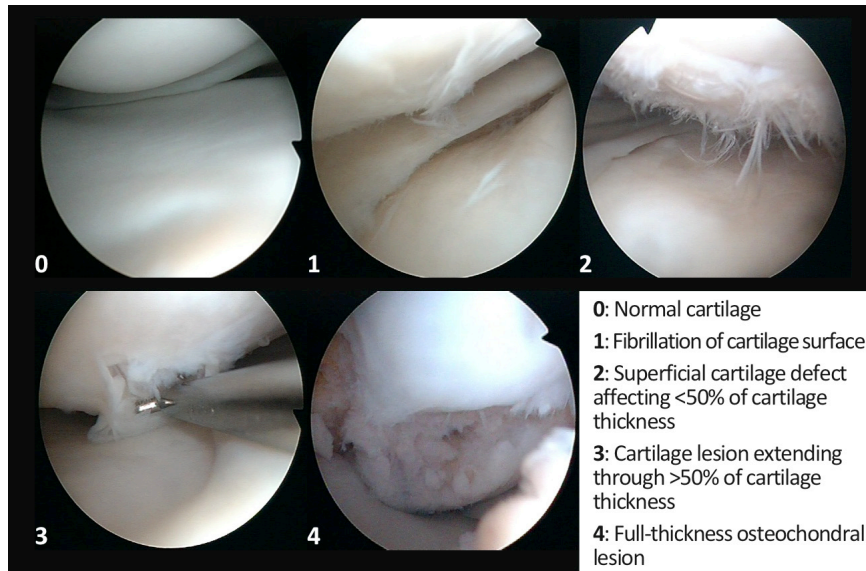 0
1
2
3
4
0: Normal cartilage
1: Fibrillation of cartilage surface
2: Superficial cartilage defect
affecting <50% of cartilage
thickness
3: Cartilage lesion extending
through >50% of cartilage
thickness
4: Full-thickness osteochondral
lesion